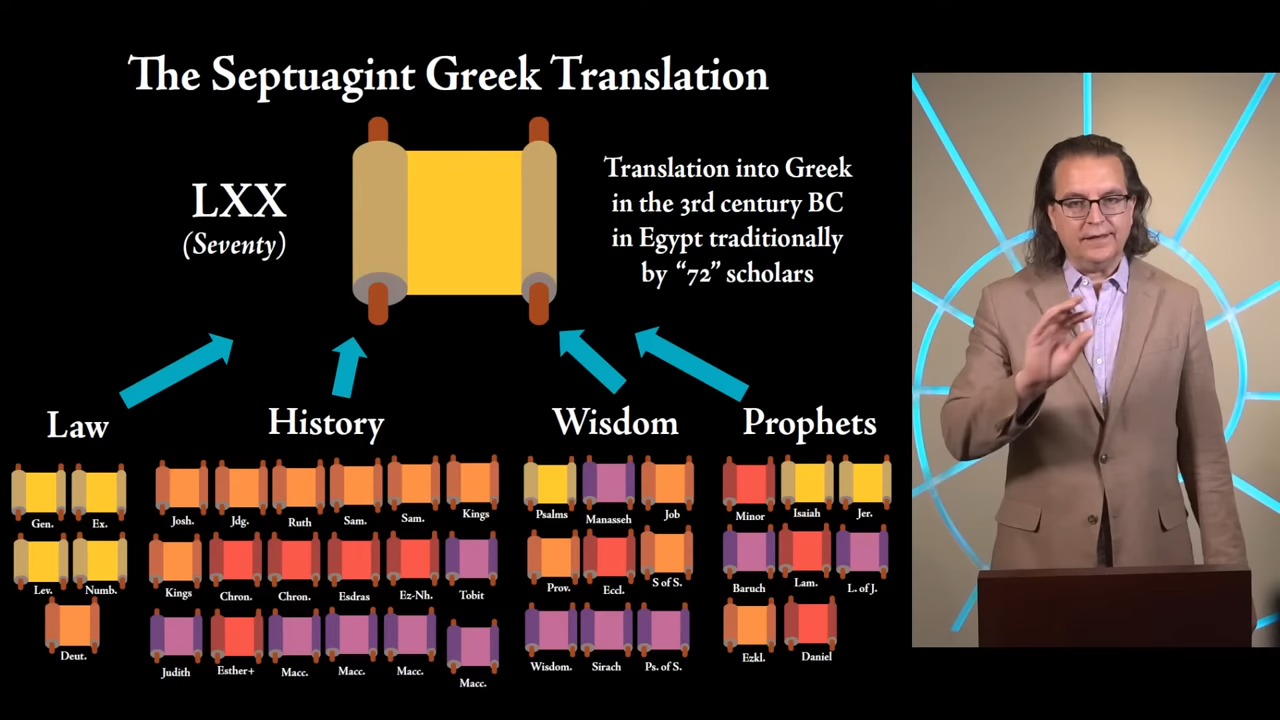 The Septuagint Greek Translation
LXX
(Seventy)
Translation into Greek
in the 3rd century BC
in Egypt traditionally
by “72” scholars
Law
History
Wisdom
Prophets
Gen. Ex.
Lev. Numb.
Deut.
Josh. Jdg. Ruth Sam. Sam. Kings
Kings Chron. Chron. Esdras Ez-Nh. Tobit
Judith Esther+ Macc. Macc. Macc. Macc.
Psalms Manasseh Job
Prov. Eccl. S of S.
Wisdom. Sirach Ps. of S.
Minor Isaiah Jer.
Baruch Lam. L. of J.
Ezkl. Daniel